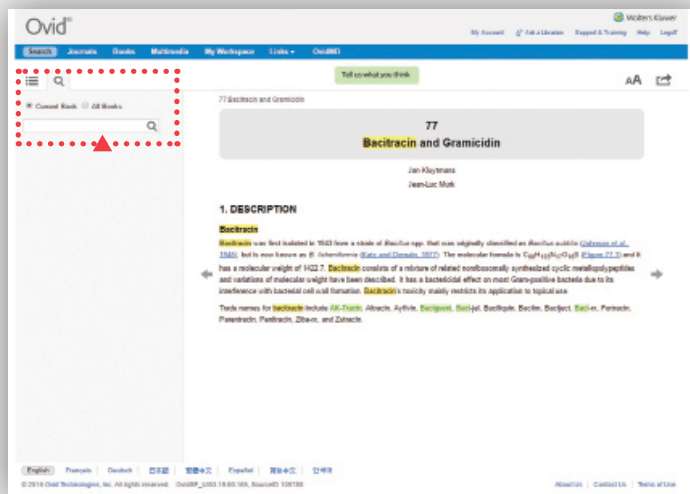 Ovid®
Wolters Kluwer
My Account Ask a Librarian Support & Training Help Logoff
Search Journals Books Multimedia My Workspace Links OvidMD
Tell us what you think
AA
Current Book All Books
77 Bacitracin and Gramicidin
77
Bacitracin and Gramicidin
Jan Kluytmans
Jean-Luc Murk
1. DESCRIPTION
Bacitracin
Bacitracin was first isolated in 1943 from a strain of Bacillus spp. that was originally classified as Bacillus subtilis (Johnson et al.,
1945), but is now known as B. licheniformis (Katz and Demain, 1977). The molecular formula is (Figure 77.1) and it
has a molecular weight of 1422.7. Bacitracin consists of a mixture of related nonribosomally synthesized cyclic metallopolypeptides
and variations of molecular weight have been described. It has a bactericidal effect on most Gram-positive bacteria due to its
interference with bacterial cell wall formation. Bacitracin's toxicity mainly restricts its application to topical use.
Trade names for bacitracin include AK-Tracin, Altracin, Ayfivin, Baciguent, Baci-Jel, Baciliquin, Bactin, Bactject, Baci-rx, Fortracin,
Parentracin, Penitracin, Ziba-rx, and Zutracin.
English Français Deutsch 日本語 繁體中文 Español 简体中文 한국어
© 2016 Ovid Technologies, Inc. All rights reserved.
About Us Contact Us Terms of Use